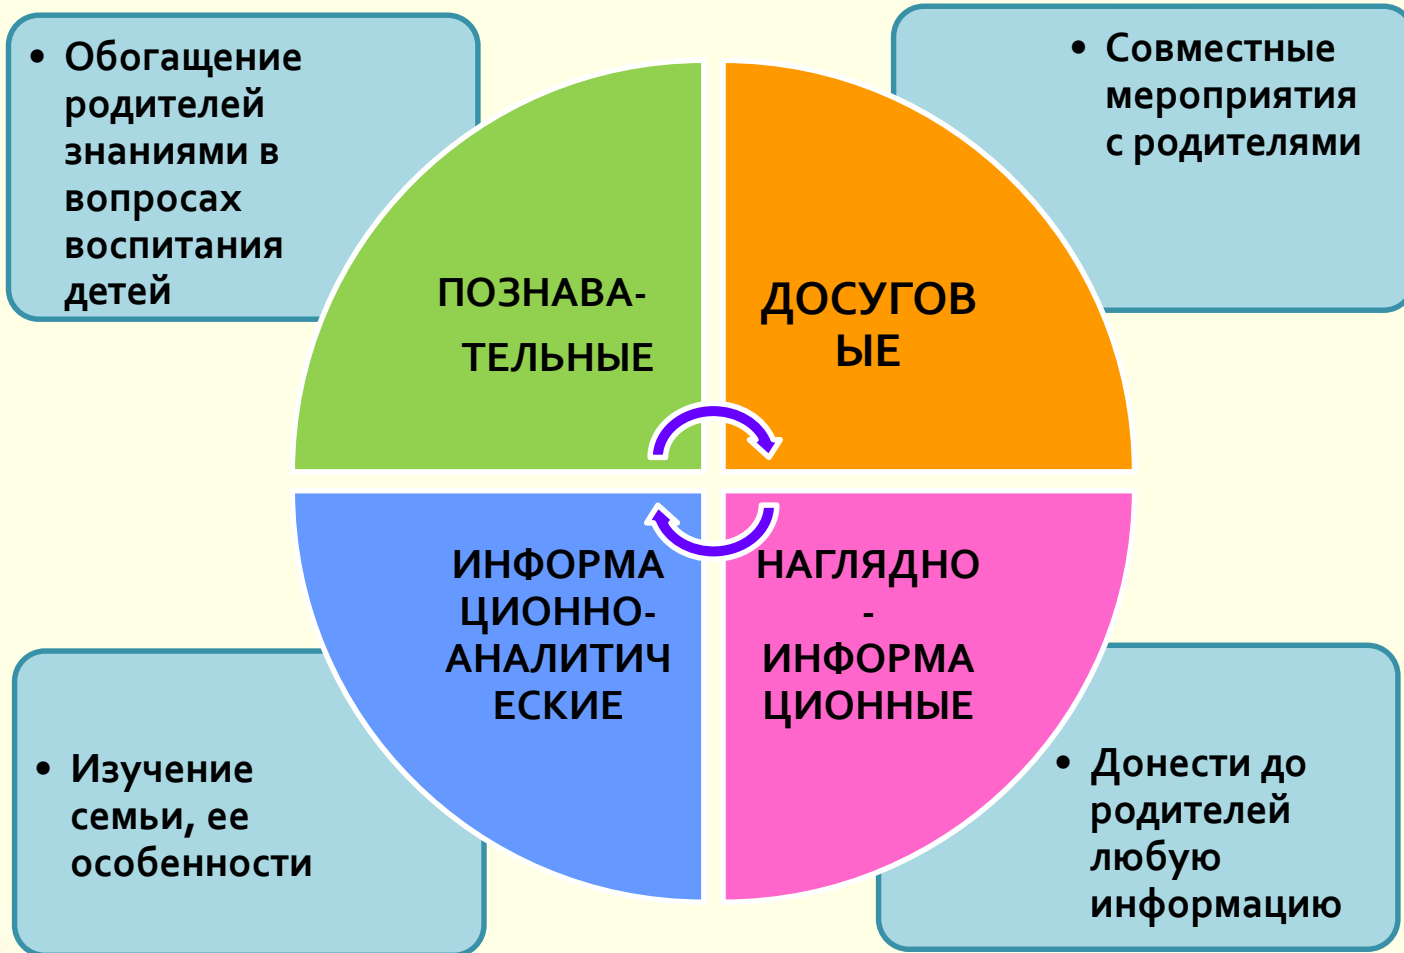 • Обогащение
родителей
знаниями в
вопросах
воспитания
детей
• Совместные
мероприятия
с родителями
ПОЗНАВА-
ТЕЛЬНЫЕ
ДОСУГОВ
ЫЕ
ИНФОРМА
ЦИОННО-
АНАЛИТИЧ
ЕСКИЕ
НАГЛЯДНО
-
ИНФОРМА
ЦИОННЫЕ
• Изучение
семьи, ее
особенности
• Донести до
родителей
любую
информацию